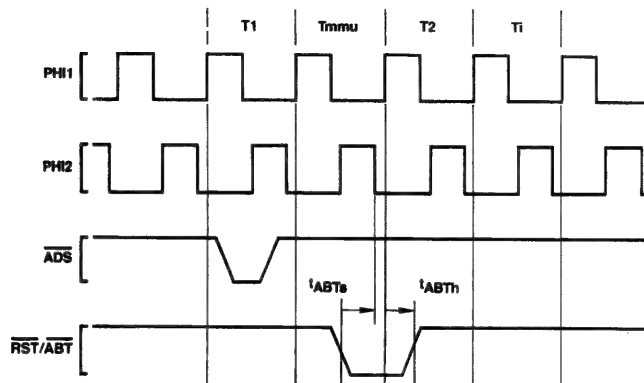 T1 Tmmu T2 Ti
PHI1
PHI2
ADS
tABTs tABTh
RST/ABT